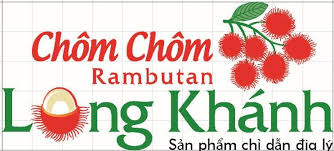 Chôm Chôm
Rambutan
Long Khánh
Sản phẩm chỉ dẫn địa lý